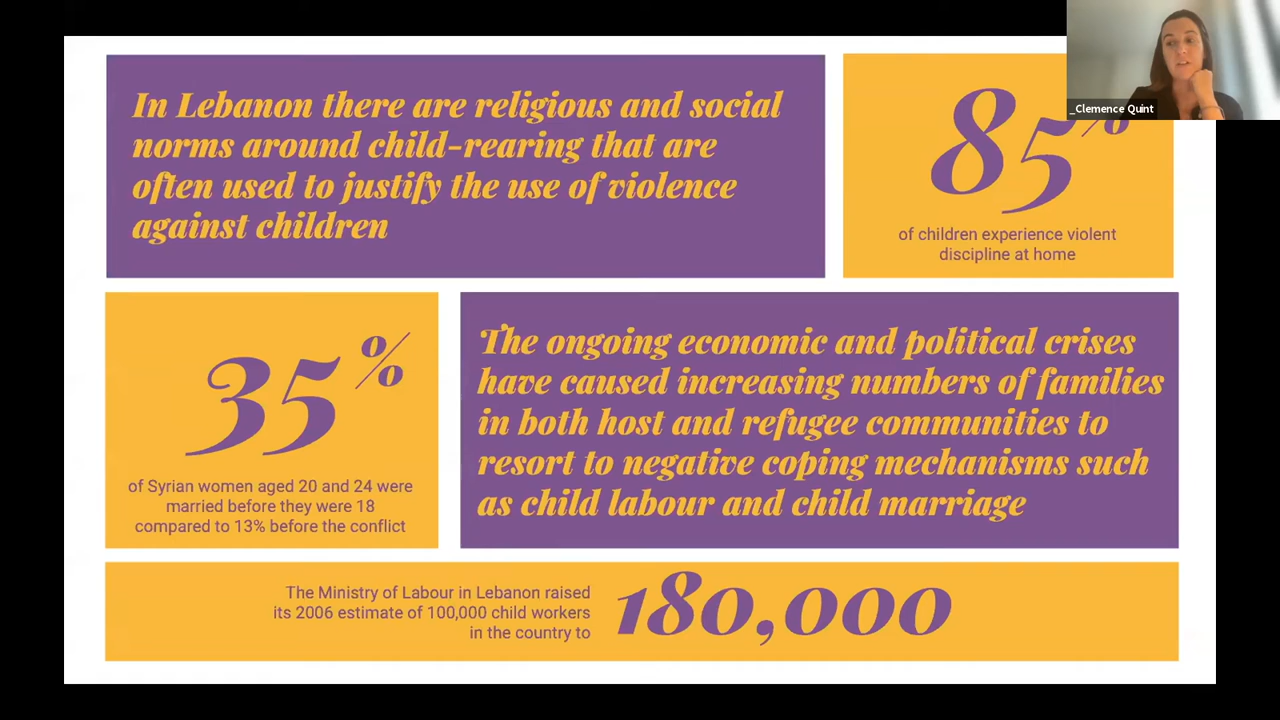 In Lebanon there are religious and social
norms around child-rearing that are
often used to justify the use of violence
against children
85%
of children experience violent
discipline at home
_Clemence Quint
35%
of Syrian women aged 20 and 24 were
married before they were 18
compared to 13% before the conflict
The ongoing economic and political crises
have caused increasing numbers of families
in both host and refugee communities to
resort to negative coping mechanisms such
as child labour and child marriage
The Ministry of Labour in Lebanon raised
its 2006 estimate of 100,000 child workers
in the country to
180,000